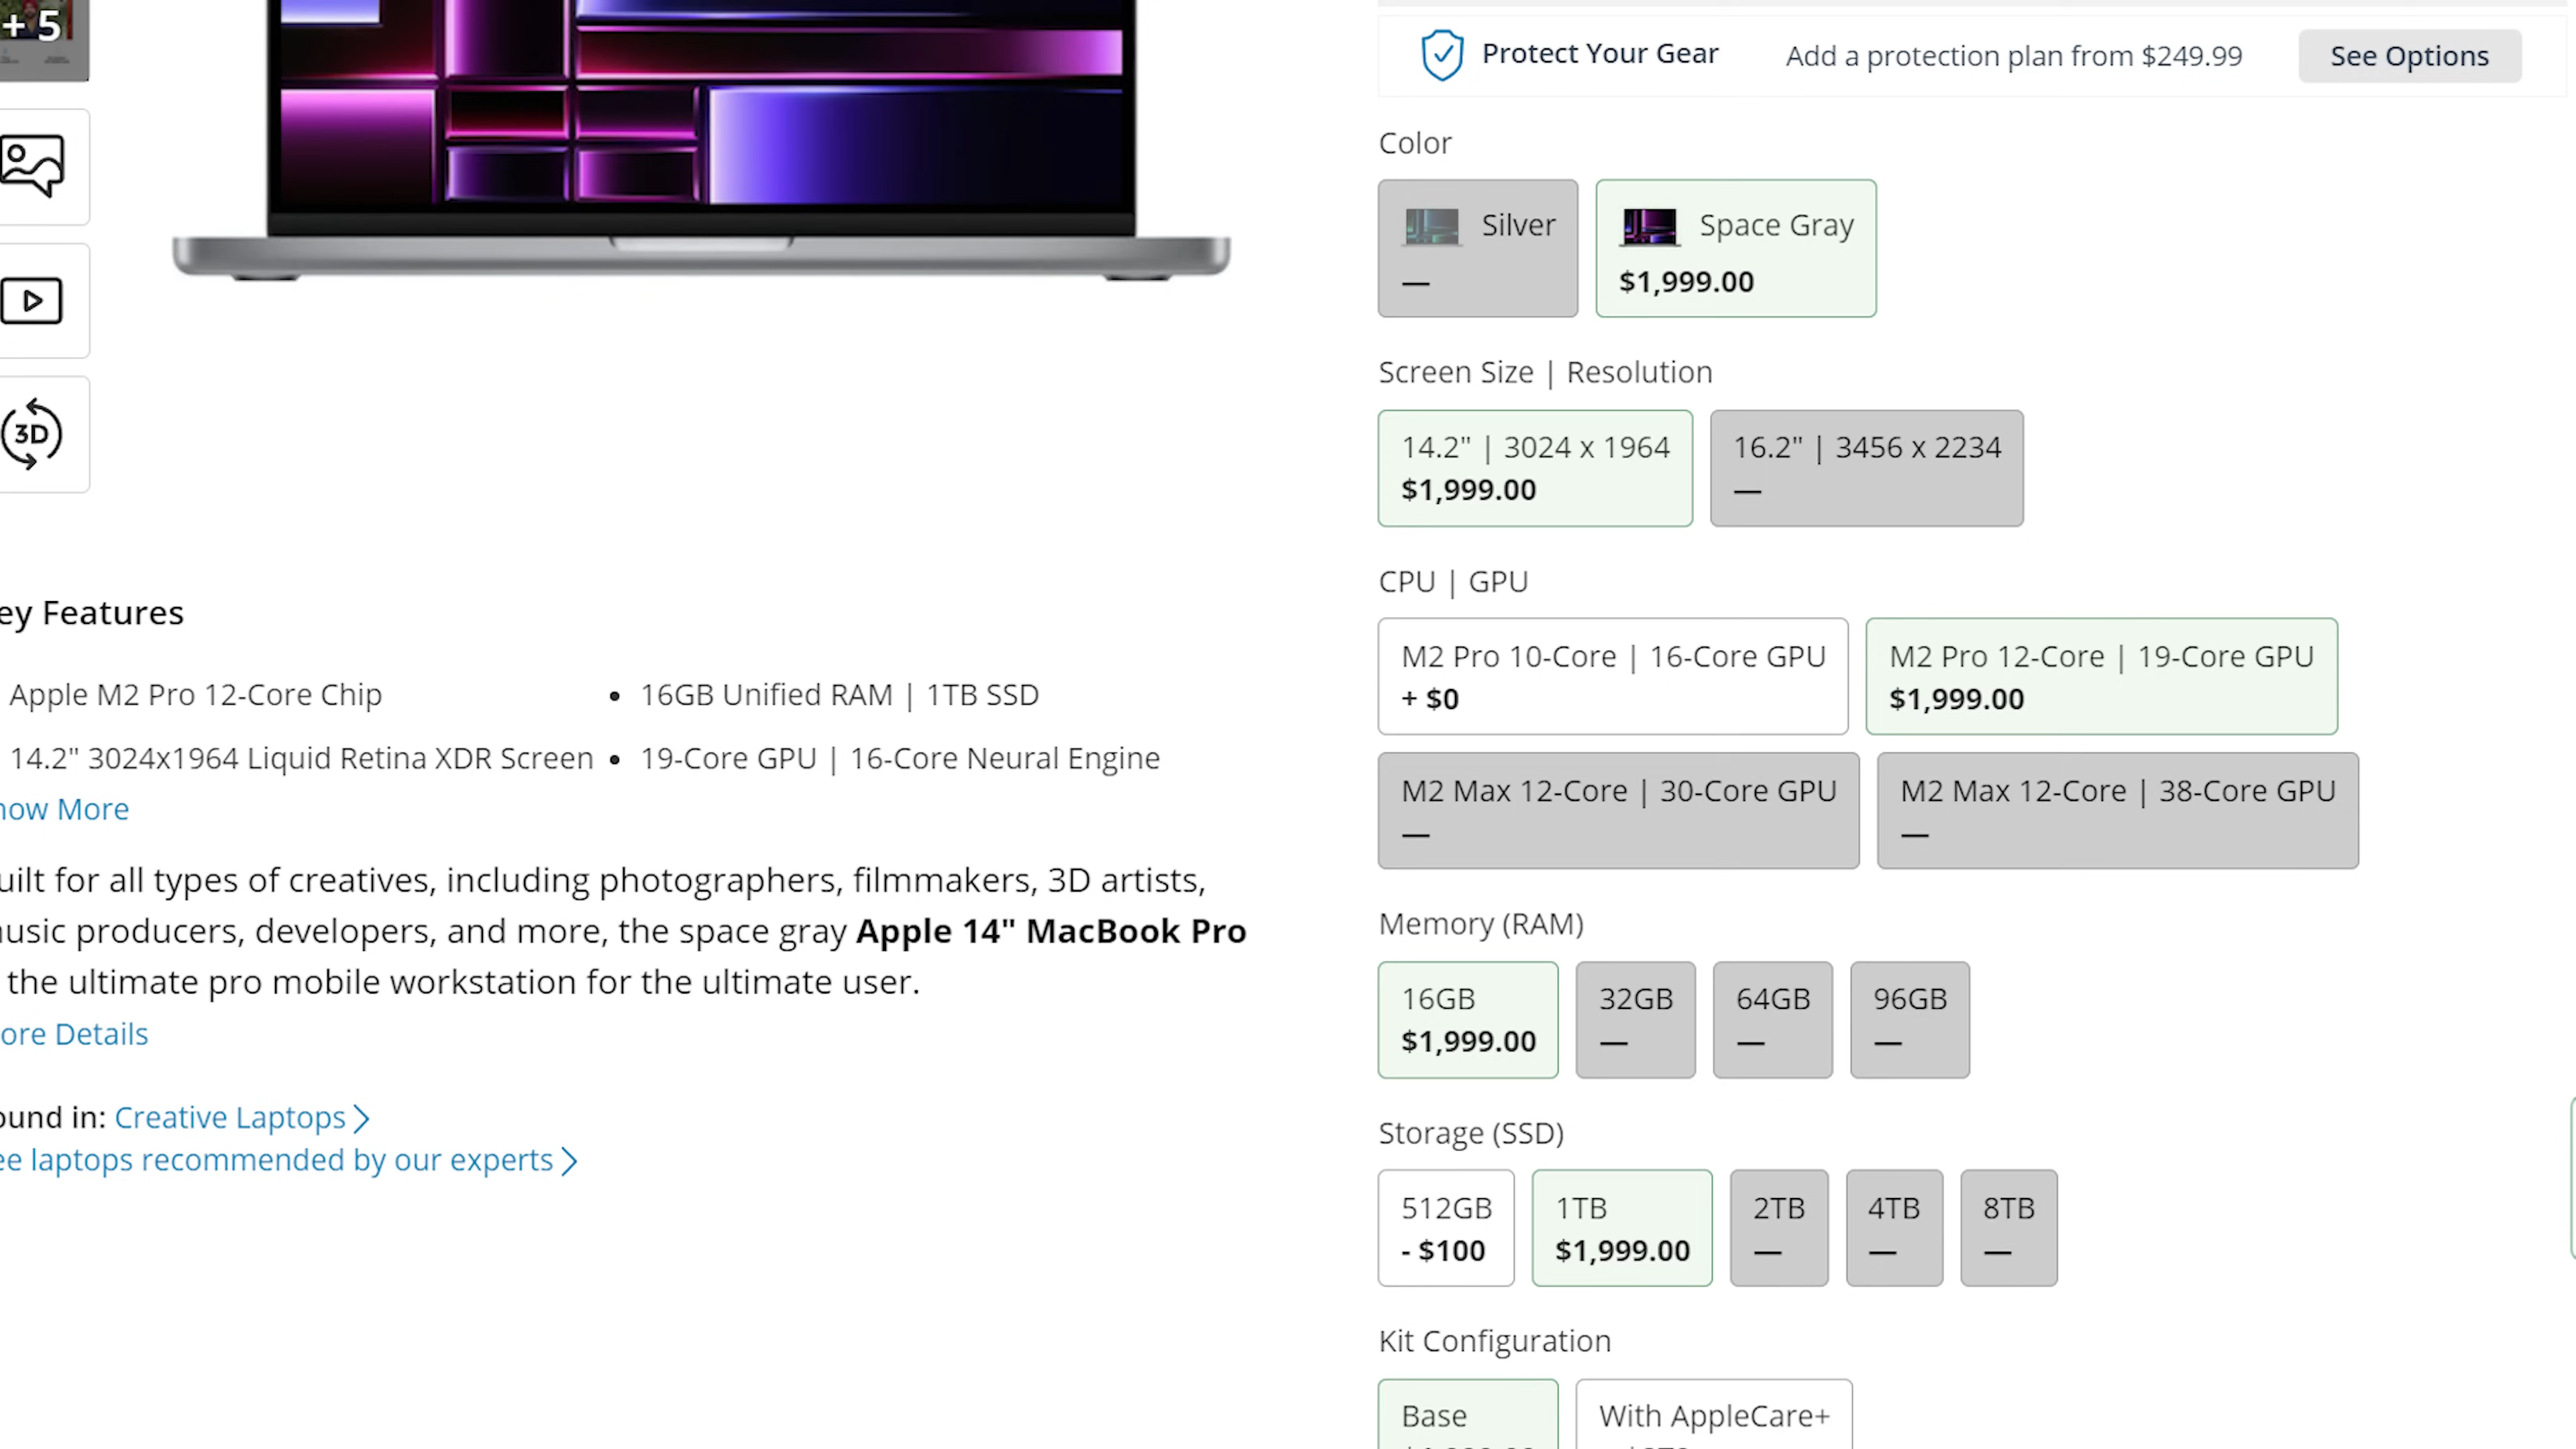 + 5
3D
ey Features
Apple M2 Pro 12-Core Chip
14.2" 3024x1964 Liquid Retina XDR Screen
• 16GB Unified RAM | 1TB SSD
• 19-Core GPU | 16-Core Neural Engine
how More
uilt for all types of creatives, including photographers, filmmakers, 3D artists,
nusic producers, developers, and more, the space gray Apple 14" MacBook Pro
the ultimate pro mobile workstation for the ultimate user.
ore Details
ound in: Creative Laptops
ee laptops recommended by our experts
Protect Your Gear Add a protection plan from $249.99 See Options
Color
Silver
—
Space Gray
$1,999.00
Screen Size | Resolution
14.2" | 3024 x 1964
$1,999.00
16.2" | 3456 x 2234
—
CPU | GPU
M2 Pro 10-Core | 16-Core GPU
+ $0
M2 Pro 12-Core | 19-Core GPU
$1,999.00
M2 Max 12-Core | 30-Core GPU
—
M2 Max 12-Core | 38-Core GPU
—
Memory (RAM)
16GB
$1,999.00
32GB
—
64GB
—
96GB
—
Storage (SSD)
512GB
- $100
1TB
$1,999.00
2TB
—
4TB
—
8TB
—
Kit Configuration
Base
With AppleCare+